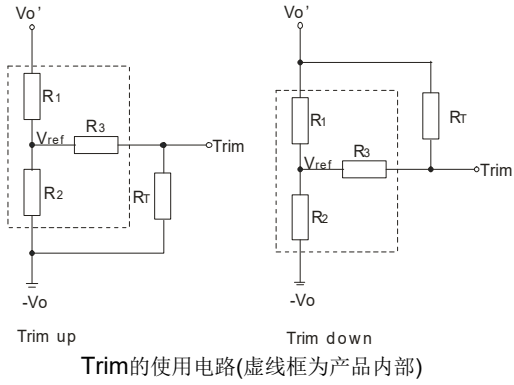 Vo'
Vo'
R1
R3
Vref
Trim
R2
RT
-Vo
Trim up
R1
RT
R3
Vref
Trim
R2
-Vo
Trim down
Trim的使用电路(虚线框为产品内部)